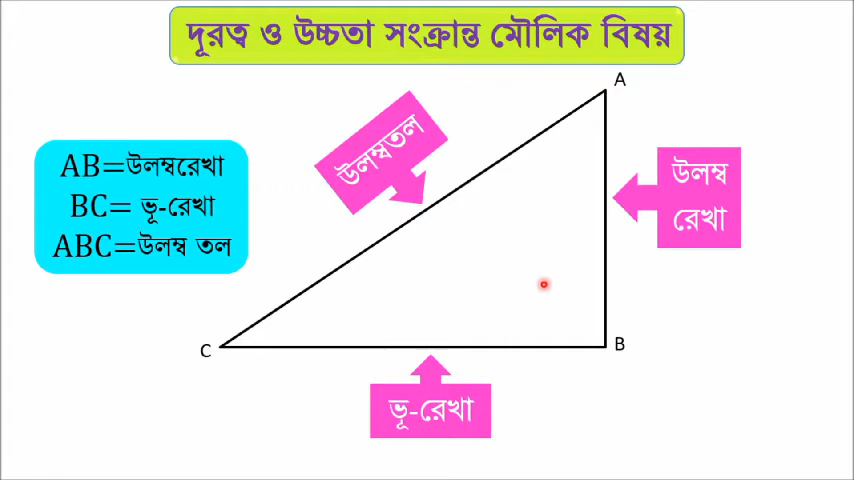 দূরত্ব ও উচ্চতা সংক্রান্ত মৌলিক বিষয়
A
উলম্বতল
AB=উলম্বরেখা
BC= ভূ-রেখা
ABC=উলম্ব তল
উলম্ব
রেখা
C
B
ভূ-রেখা